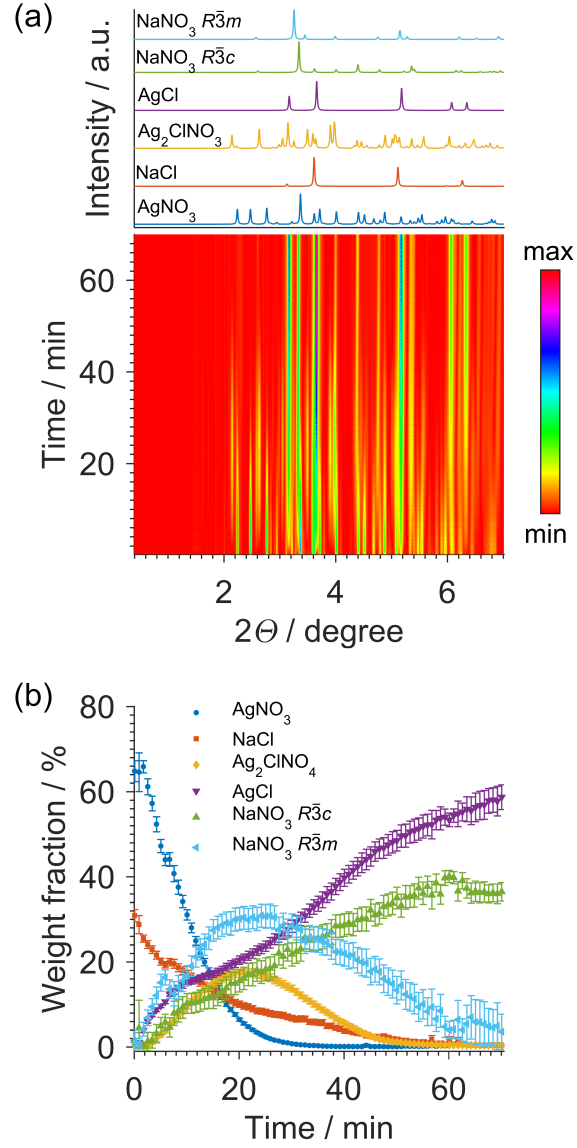 (a)
NaNO₃ R3̅m
NaNO₃ R3̅c
AgCl
Ag₂ClNO₃
NaCl
AgNO₃
Intensity / a.u.
60
40
20
Time / min
2 4 6
2Θ / degree
max
min
(b)
80
60
40
20
0
Weight fraction / %
AgNO₃
NaCl
Ag₂ClNO₄
AgCl
NaNO₃ R3̅c
NaNO₃ R3̅m
0 20 40 60
Time / min